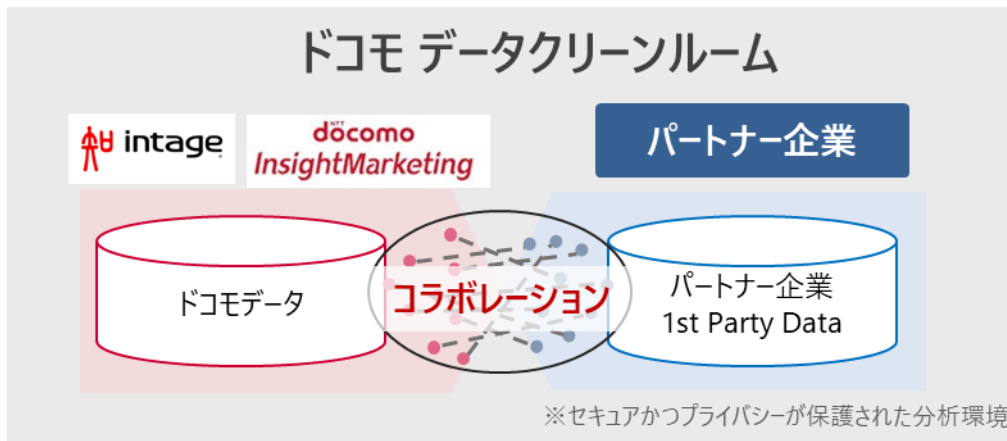 ドコモ データクリーンルーム
知 intage
NTT
docomo
InsightMarketing
パートナー企業
ドコモデータ
コラボレーション
パートナー企業
1st Party Data
※セキュアかつプライバシーが保護された分析環境